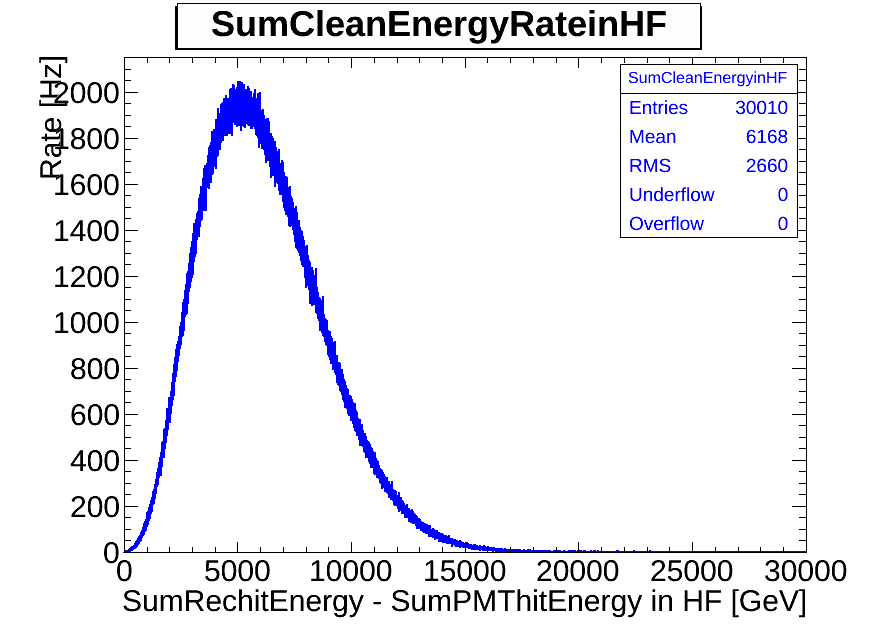 SumCleanEnergyRateinHF
Rate [Hz]
SumCleanEnergyinHF
Entries 30010
Mean 6168
RMS 2660
Underflow 0
Overflow 0
2000
1800
1600
1400
1200
1000
800
600
400
200
0
0 5000 10000 15000 20000 25000 30000
SumRechitEnergy - SumPMThitEnergy in HF [GeV]